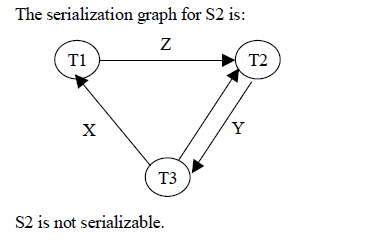 The serialization graph for S2 is:
Z
T1
T2
X
Y
T3
S2 is not serializable.